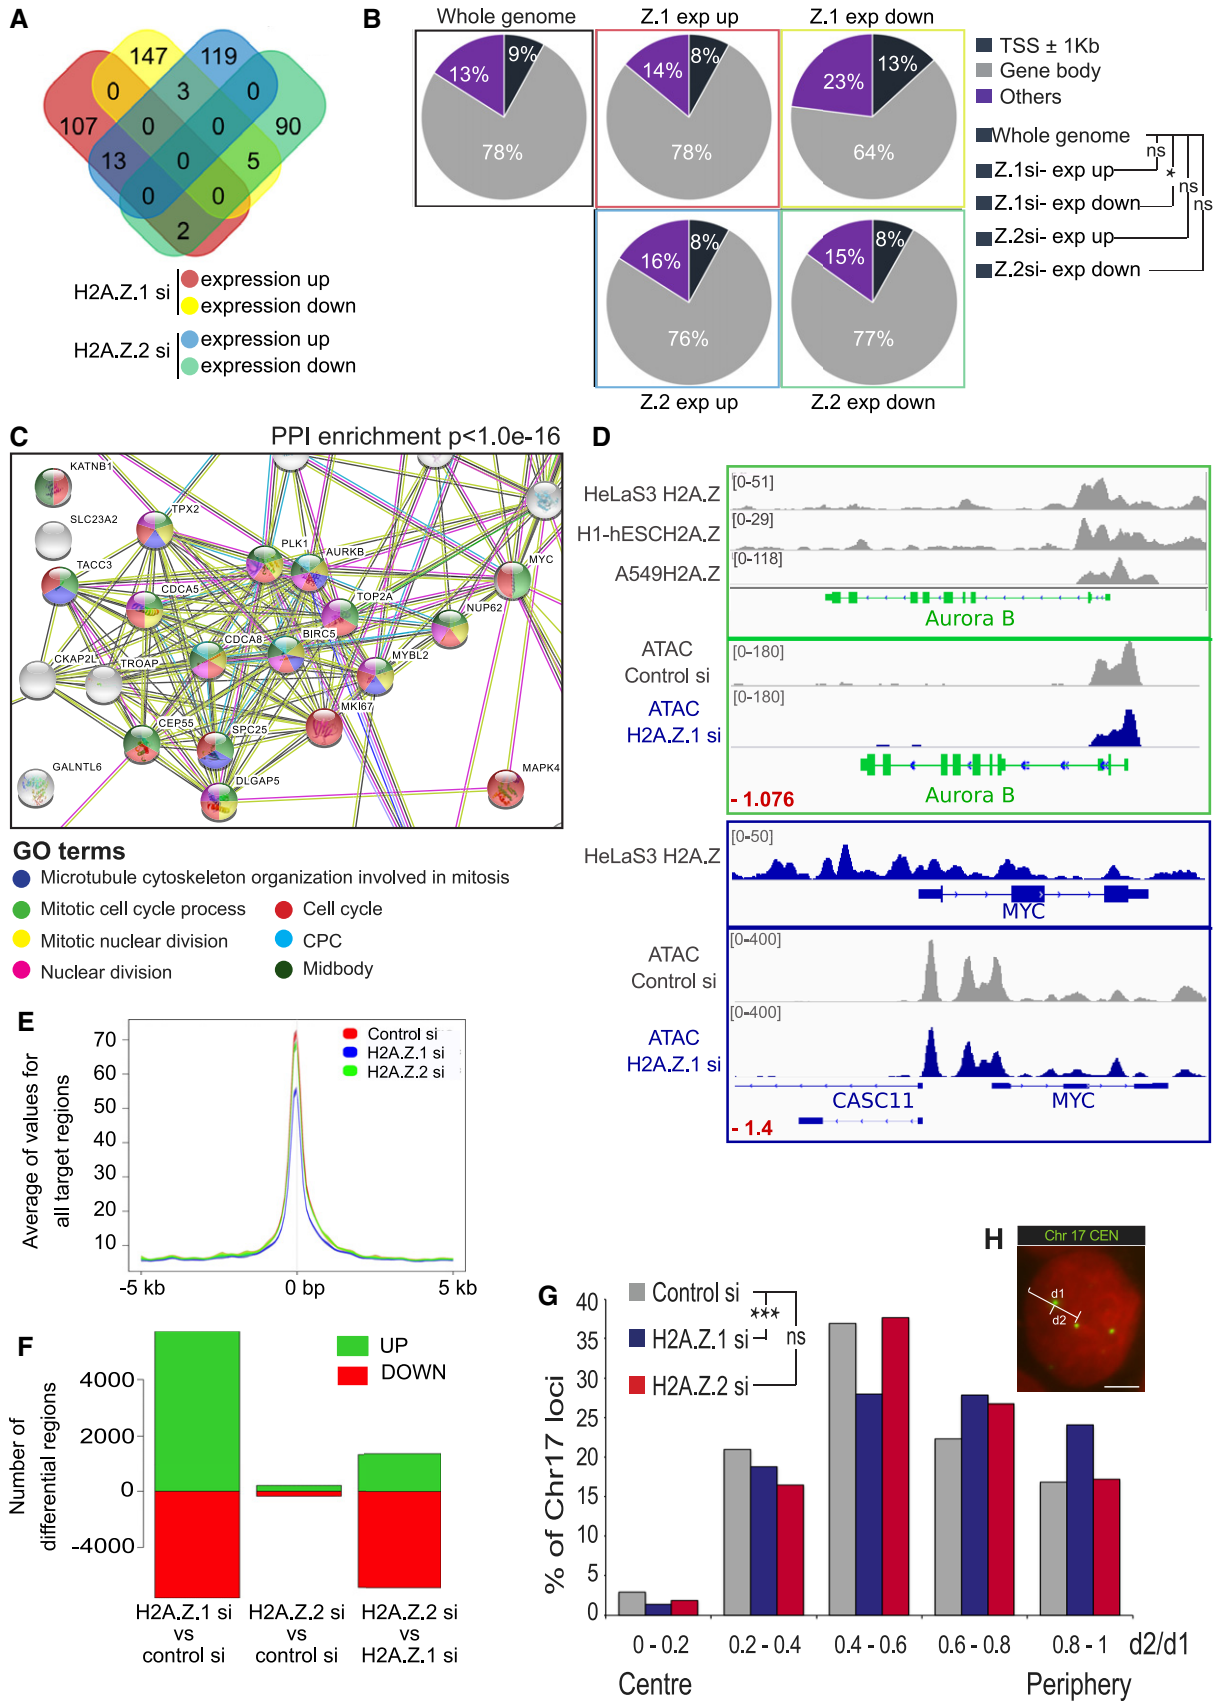 A
147 119
0 3 0
107 0 0 90
13 0 5
0 0
2
H2A.Z.1 si
expression up
expression down
H2A.Z.2 si
expression up
expression down
B
Whole genome
Z.1 exp up
Z.1 exp down
9%
13%
78%
8%
14%
78%
13%
23%
64%
8%
16%
76%
8%
15%
77%
Z.2 exp up
Z.2 exp down
TSS ± 1Kb
Gene body
Others
Whole genome
Z.1si- exp up
Z.1si- exp down
Z.2si- exp up
Z.2si- exp down
ns
*
ns
ns
C
PPI enrichment p<1.0e-16
KATNB1
SLC23A2
TPX2
TACC3
PLK1
AURKB
MYC
CDCA5
TOP2A
NUP62
CDCA8
BIRC5
MYBL2
CKAP2L
TROAP
MKI67
CEP55
SPC25
GALNTL6
DLGAP5
MAPK4
GO terms
Microtubule cytoskeleton organization involved in mitosis
Mitotic cell cycle process
Cell cycle
Mitotic nuclear division
CPC
Nuclear division
Midbody
D
HeLaS3 H2A.Z
[0-51]
H1-hESCH2A.Z
[0-29]
A549H2A.Z
[0-118]
Aurora B
ATAC
Control si
[0-180]
ATAC
H2A.Z.1 si
[0-180]
Aurora B
- 1.076
HeLaS3 H2A.Z
[0-50]
MYC
ATAC
Control si
[0-400]
ATAC
H2A.Z.1 si
[0-400]
CASC11
MYC
- 1.4
E
Average of values for
all target regions
70
60
50
40
30
20
10
-5 kb
0 bp
5 kb
Control si
H2A.Z.1 si
H2A.Z.2 si
F
Number of
differential regions
4000
2000
0
-4000
UP
DOWN
H2A.Z.1 si
vs
control si
H2A.Z.2 si
vs
control si
H2A.Z.2 si
vs
H2A.Z.1 si
G
% of Chr17 loci
40
35
30
25
20
15
10
5
0
Control si
H2A.Z.1 si
H2A.Z.2 si
***
ns
0 - 0.2
0.2 - 0.4
0.4 - 0.6
0.6 - 0.8
0.8 - 1
d2/d1
Centre
Periphery
H
Chr 17 CEN
d1
d2